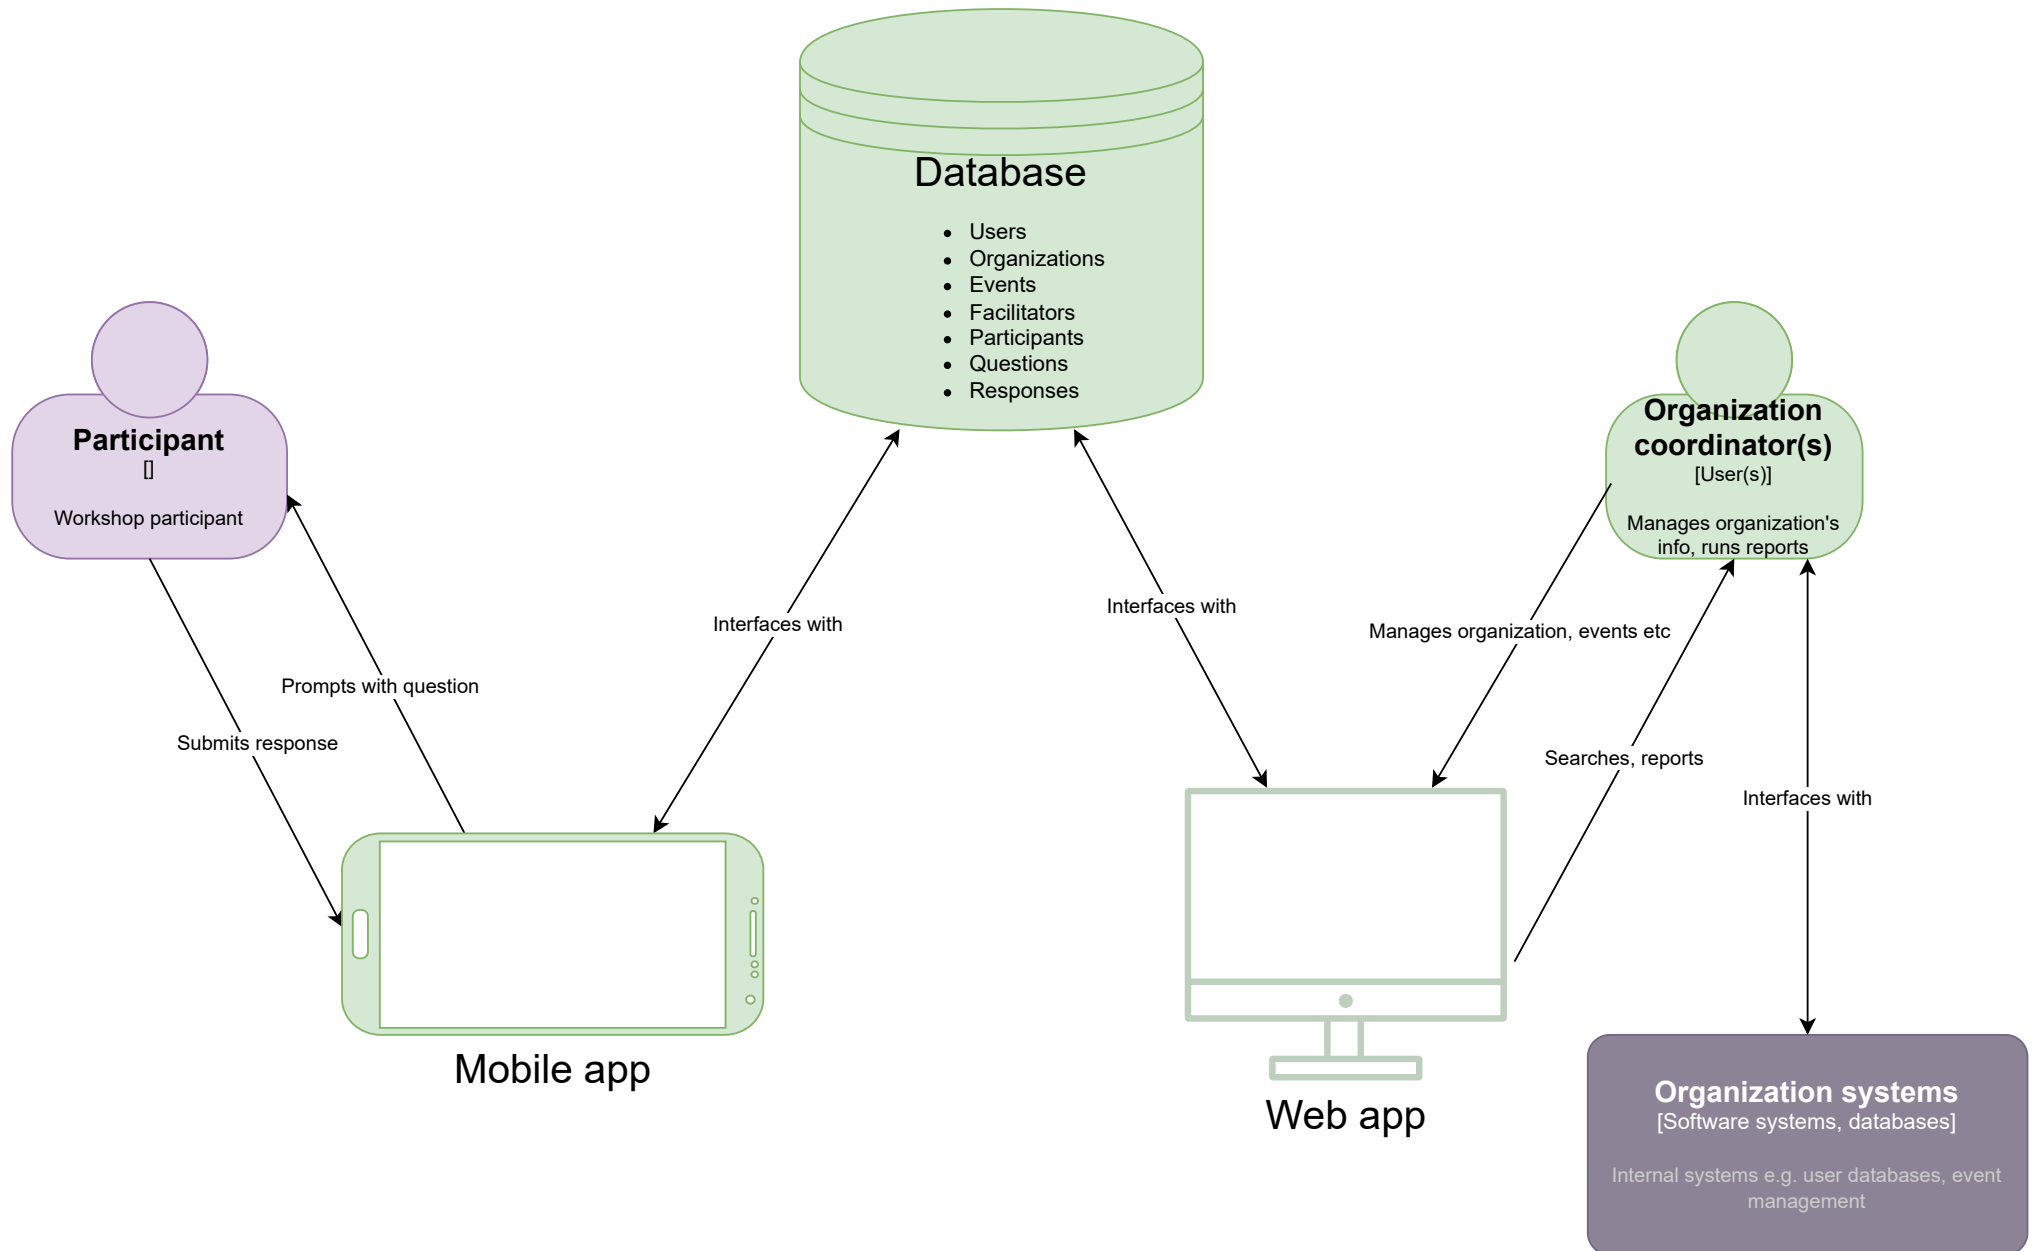 Database
Users
Organizations
Events
Facilitators
Participants
Questions
Responses
Participant
[]
Workshop participant
Organization
coordinator(s)
[User(s)]
Manages organization's
info, runs reports
Interfaces with
Interfaces with
Manages organization, events etc
Prompts with question
Submits response
Searches, reports
Interfaces with
Mobile app
Web app
Organization systems
[Software systems, databases]
Internal systems e.g. user databases, event
management